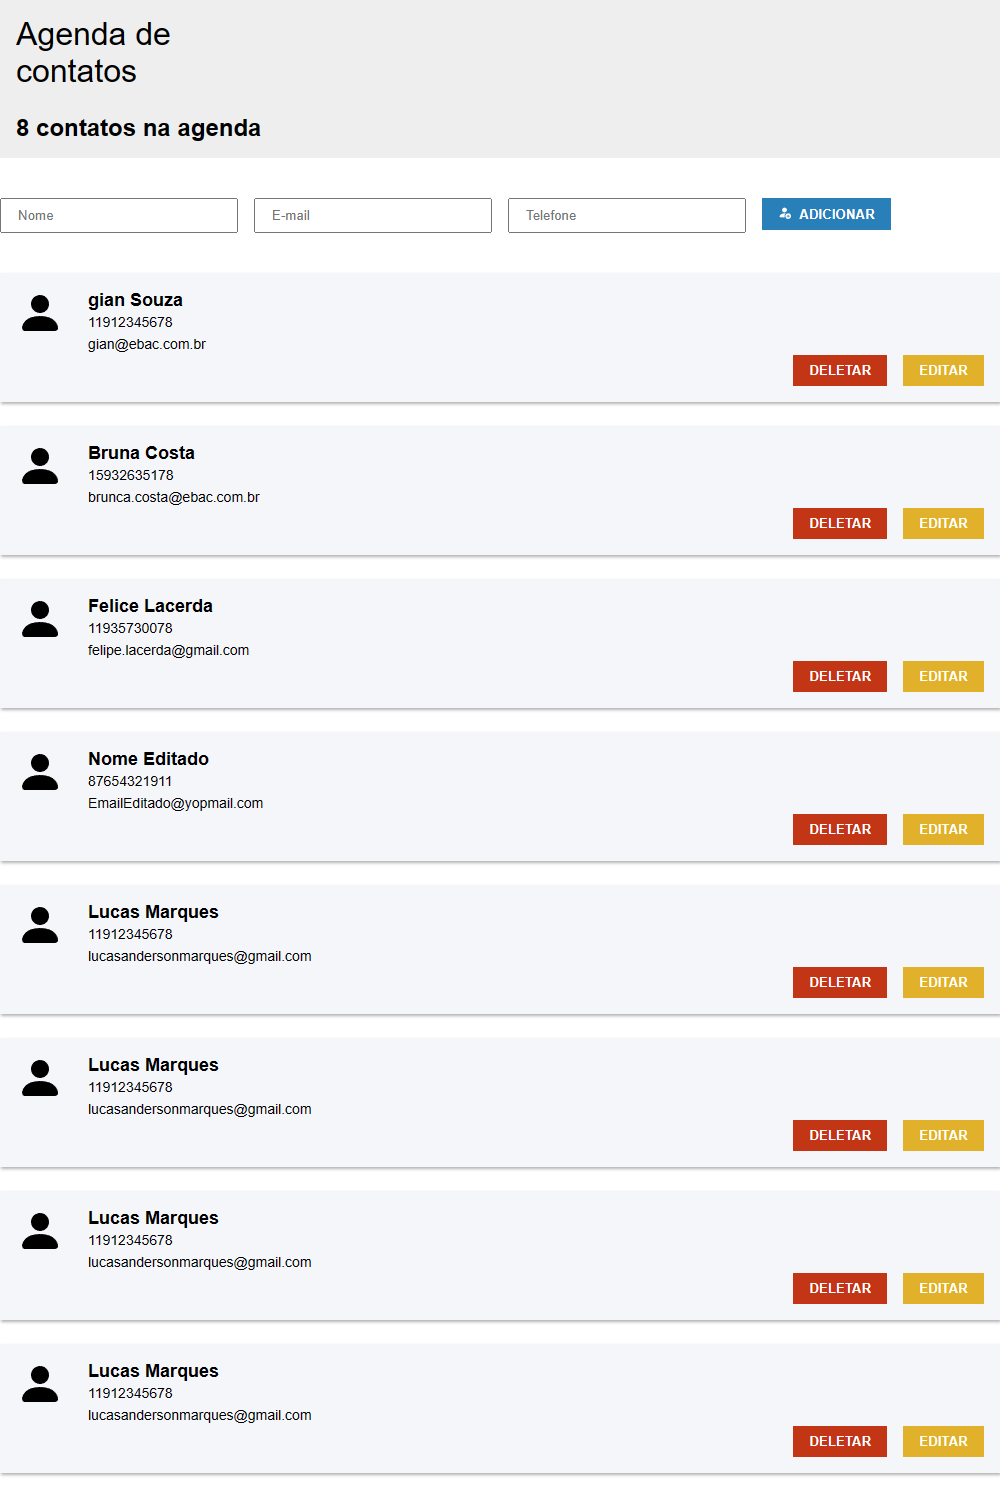 Agenda de
contatos
8 contatos na agenda
Nome
E-mail
Telefone
ADICIONAR
gian Souza
11912345678
gian@ebac.com.br
DELETAR
EDITAR
Bruna Costa
15932635178
brunca.costa@ebac.com.br
DELETAR
EDITAR
Felice Lacerda
11935730078
felipe.lacerda@gmail.com
DELETAR
EDITAR
Nome Editado
87654321911
EmailEditado@yopmail.com
DELETAR
EDITAR
Lucas Marques
11912345678
lucasandersonmarques@gmail.com
DELETAR
EDITAR
Lucas Marques
11912345678
lucasandersonmarques@gmail.com
DELETAR
EDITAR
Lucas Marques
11912345678
lucasandersonmarques@gmail.com
DELETAR
EDITAR
Lucas Marques
11912345678
lucasandersonmarques@gmail.com
DELETAR
EDITAR